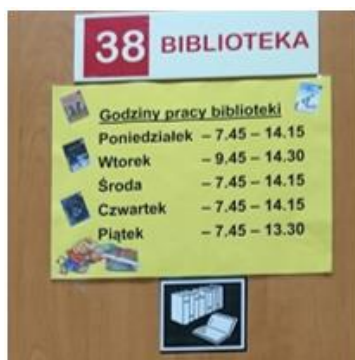 38 BIBLIOTEKA
Godziny pracy biblioteki
Poniedziałek – 7.45 – 14.15
Wtorek – 9.45 – 14.30
Środa – 7.45 – 14.15
Czwartek – 7.45 – 14.15
Piątek – 7.45 – 13.30